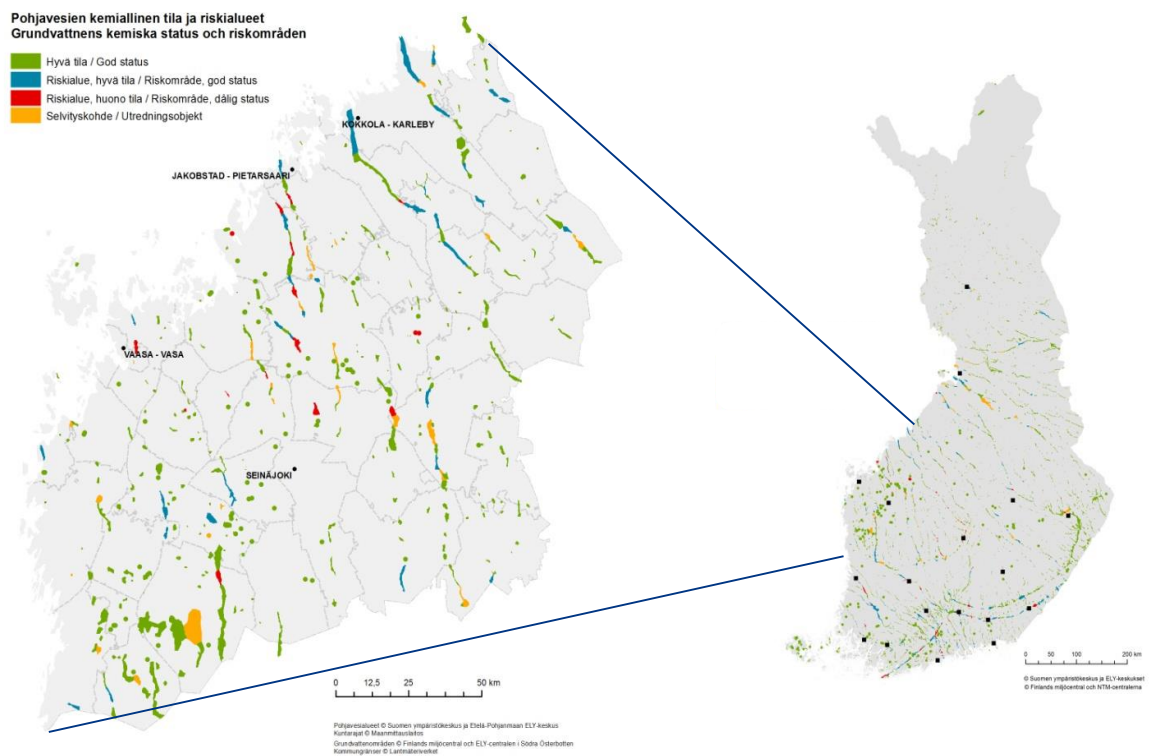 Pohjavesien kemiallinen tila ja riskialueet
Grundvattnens kemiska status och riskområden
Hyvä tila / God status
Riskialue, hyvä tila / Riskområde, god status
Riskialue, huono tila / Riskområde, dålig status
Selvityskohde / Utredningsobjekt
KOKKOLA - KARLEBY
JAKOBSTAD - PIETARSAARI
VAASA - VASA
SEINÄJOKI
0 12,5 25 50 km
0 50 100 200 km
© Suomen ympäristökeskus ja ELY-keskukset
© Finlands miljöcentral och NTM-centralerna
Pohjavesialueet © Suomen ympäristökeskus ja Etelä-Pohjanmaan ELY-keskus
Kuntarajat © Maanmittauslaitos
Grundvattenområden © Finlands miljöcentral och ELY-centralen i Södra Österbotten
Kommungränser © Lantmäteriverket